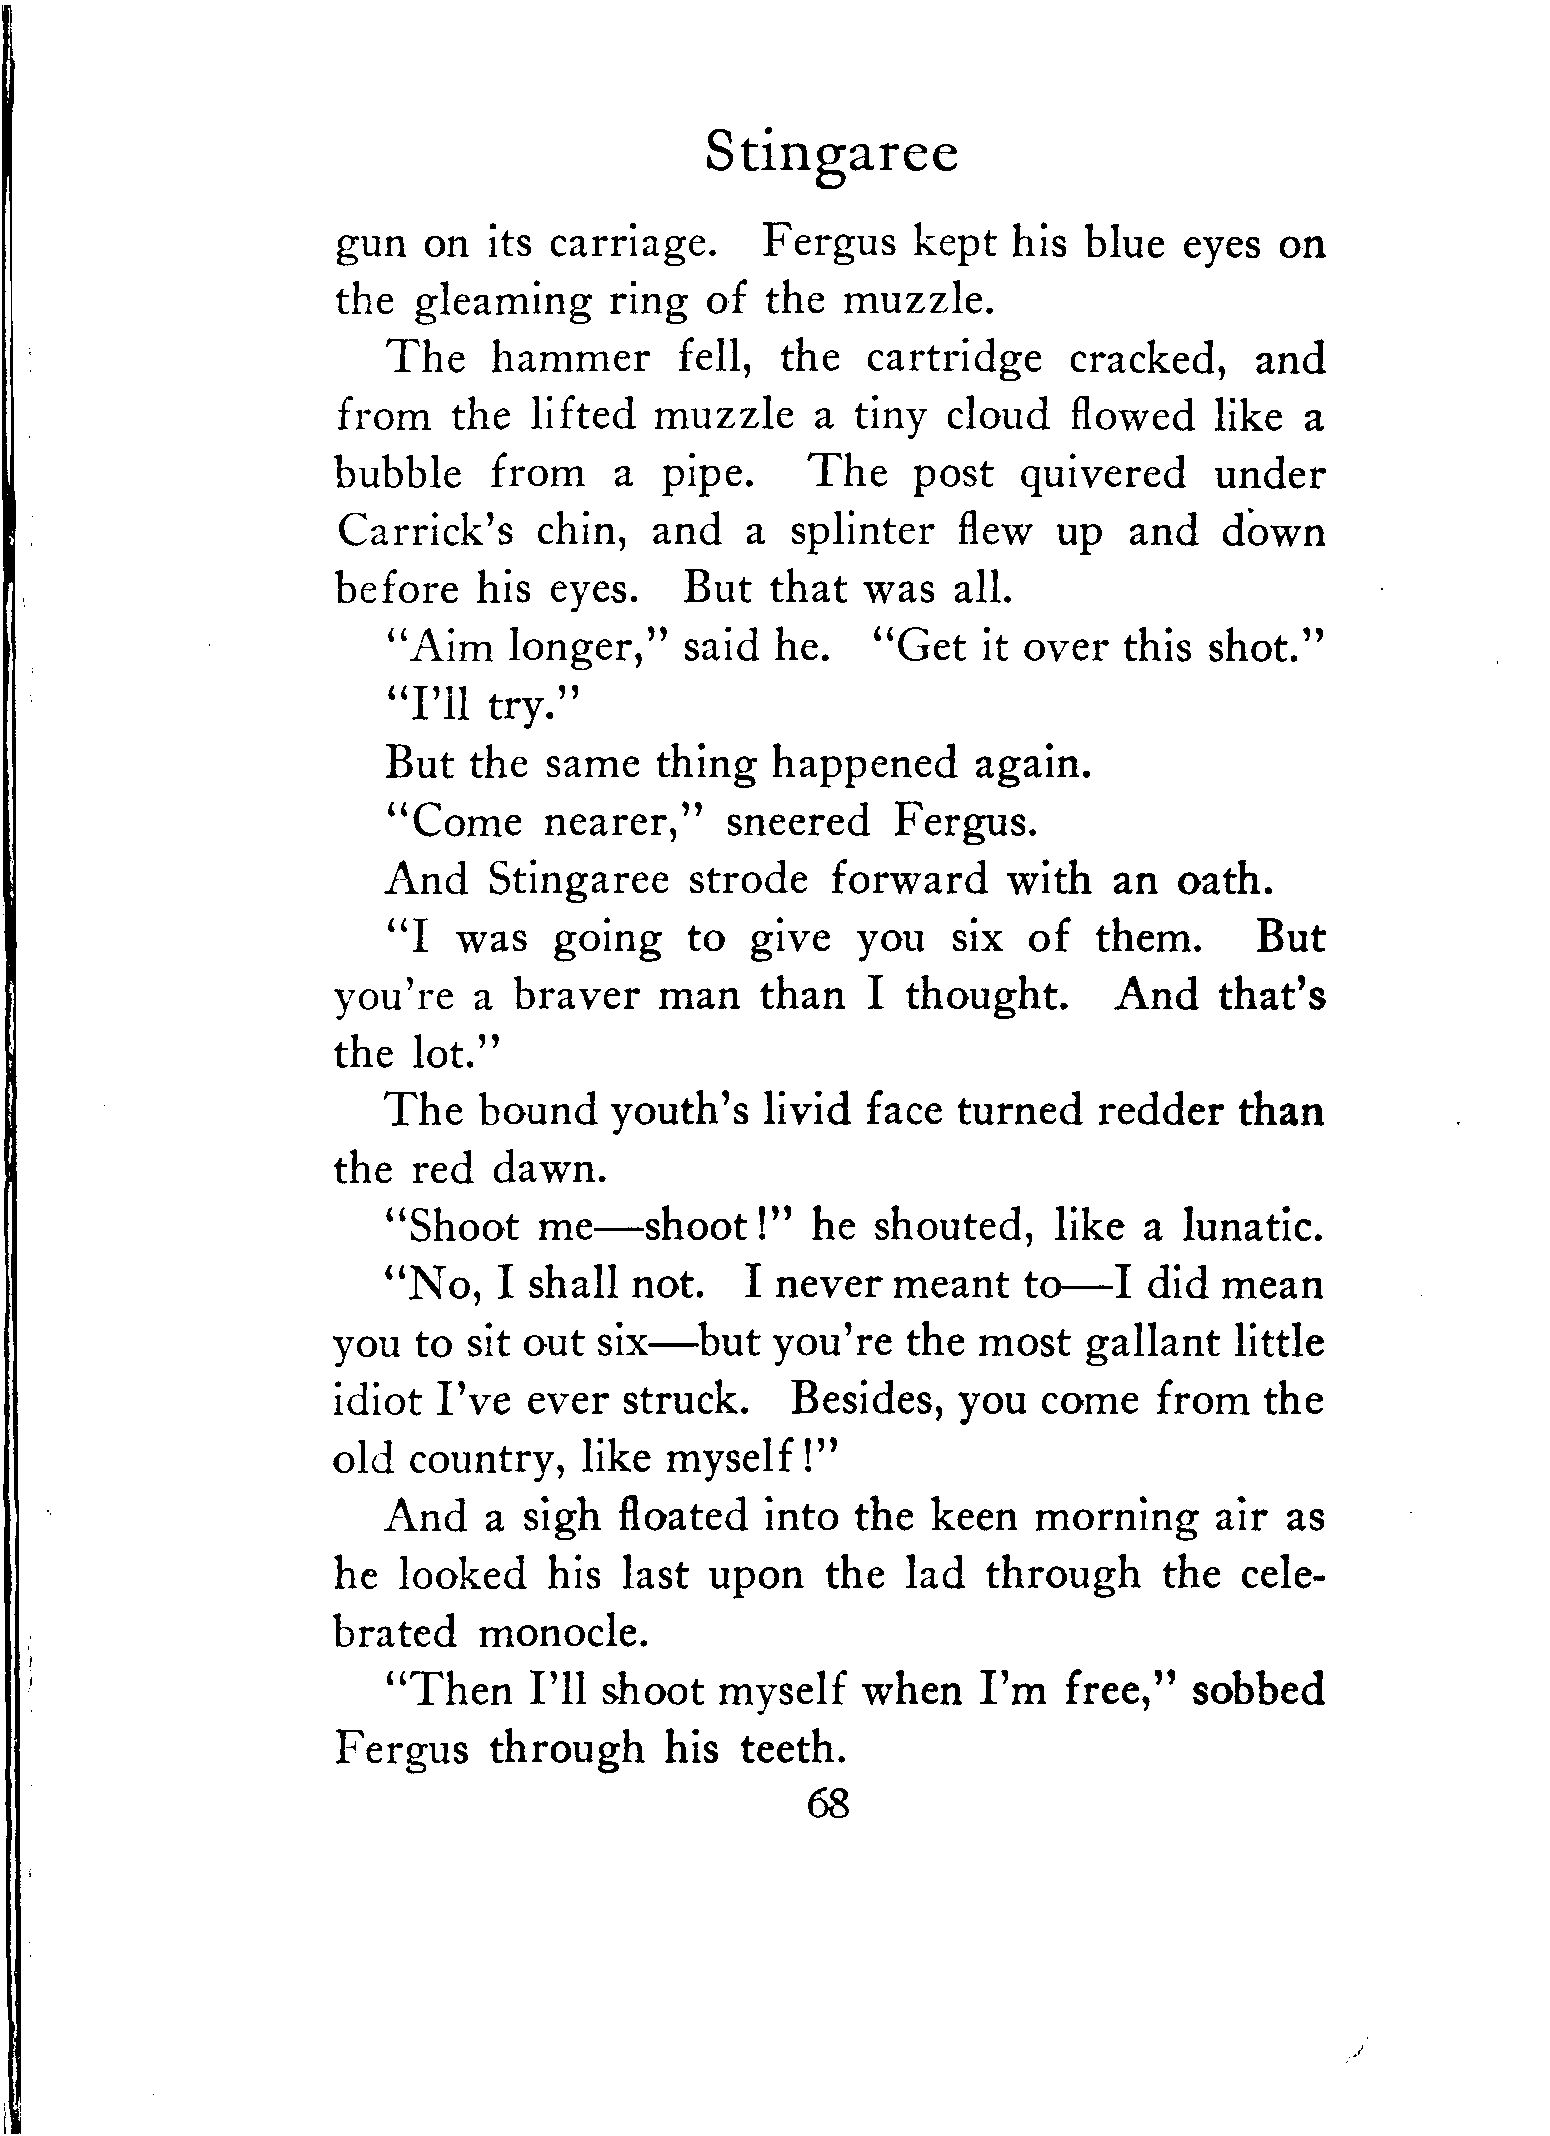 Stingaree
gun on its carriage. Fergus kept his blue eyes on
the gleaming ring of the muzzle.
The hammer fell, the cartridge cracked, and
from the lifted muzzle a tiny cloud flowed like a
bubble from a pipe. The post quivered under
Carrick's chin, and a splinter flew up and down
before his eyes. But that was all.
"Aim longer," said he. "Get it over this shot."
"I'll try."
But the same thing happened again.
"Come nearer," sneered Fergus.
And Stingaree strode forward with an oath.
"I was going to give you six of them. But
you're a braver man than I thought. And that's
the lot."
The bound youth's livid face turned redder than
the red dawn.
"Shoot me—shoot!" he shouted, like a lunatic.
"No, I shall not. I never meant to—I did mean
you to sit out six—but you're the most gallant little
idiot I've ever struck. Besides, you come from the
old country, like myself!"
And a sigh floated into the keen morning air as
he looked his last upon the lad through the cele-
brated monocle.
"Then I'll shoot myself when I'm free," sobbed
Fergus through his teeth.
68